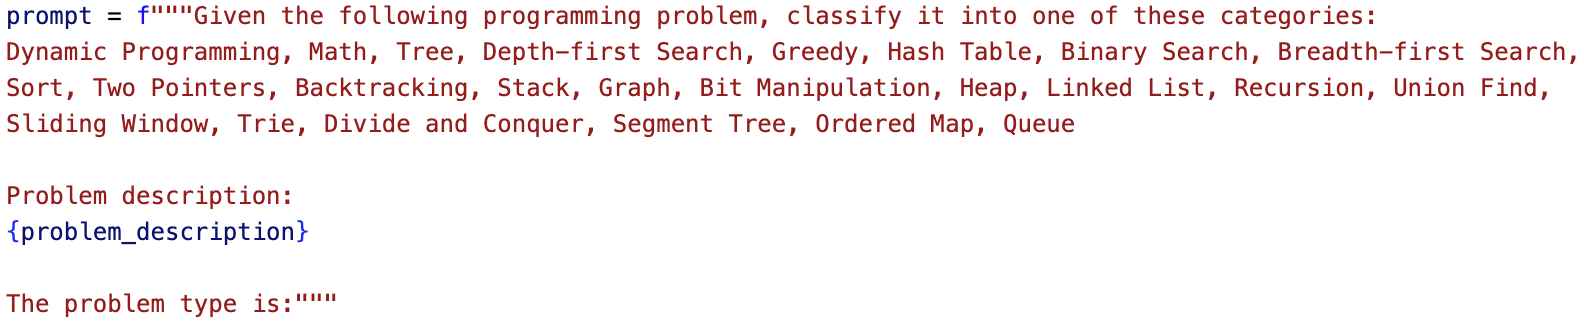 prompt = f"""Given the following programming problem, classify it into one of these categories:
Dynamic Programming, Math, Tree, Depth-first Search, Greedy, Hash Table, Binary Search, Breadth-first Search,
Sort, Two Pointers, Backtracking, Stack, Graph, Bit Manipulation, Heap, Linked List, Recursion, Union Find,
Sliding Window, Trie, Divide and Conquer, Segment Tree, Ordered Map, Queue

Problem description:
{problem_description}

The problem type is:"""